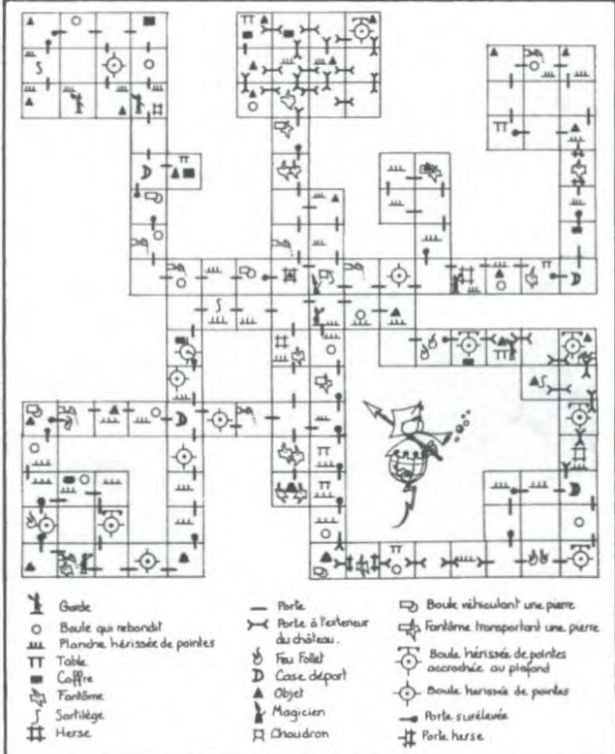 Garde
Boule qui rebondit
Planche hérissée de pointes
Table
Coffre
Fantôme
Sortilège
Herse
Porte
Porte à l'exterieur
du château.
Feu Follet
Case départ
Objet
Magicien
Chaudron
Boule véhiculant une pierre
Fantôme transportant une pierre
Boule hérissée de pointes
accrochée au plafond
Boule herissée de pointes
Porte surélevée
Porte herse